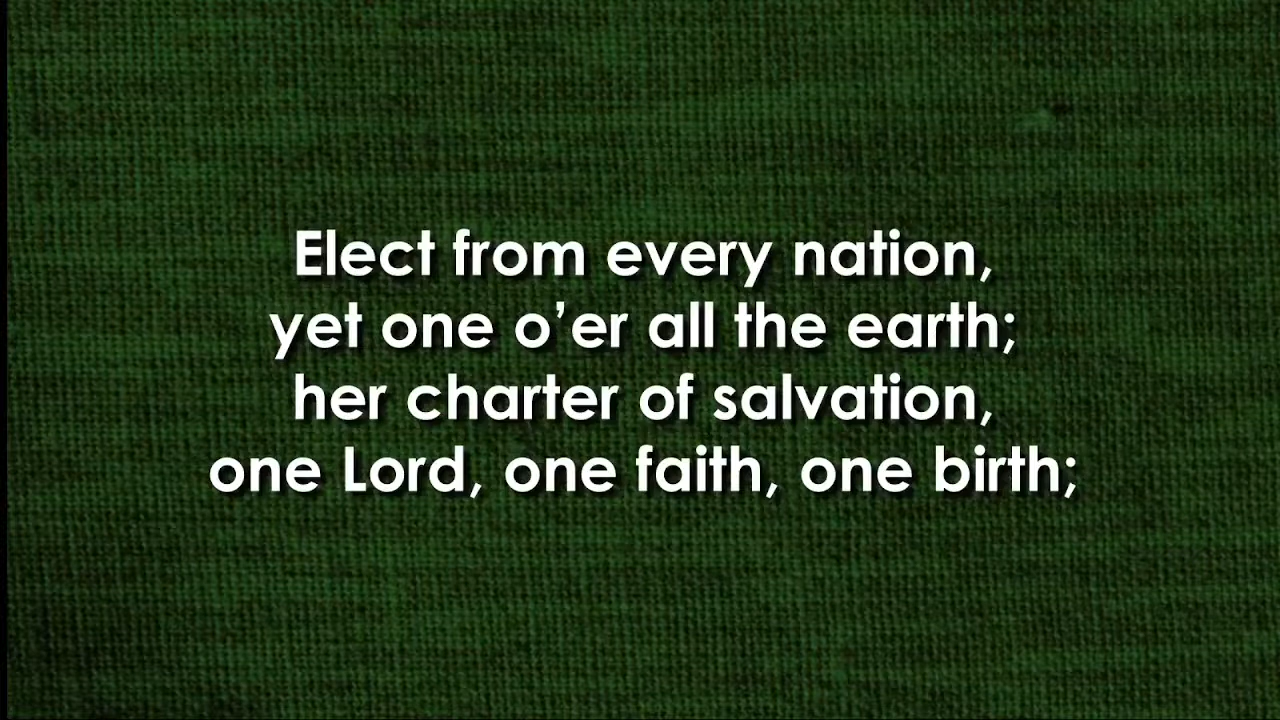 Elect from every nation,
yet one o’er all the earth;
her charter of salvation,
one Lord, one faith, one birth;